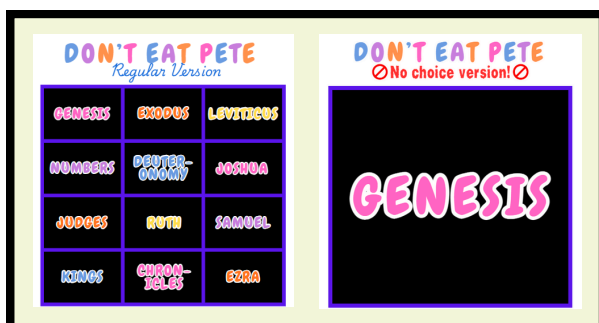 DON'T EAT PETE
Regular Version
GENESIS
EXODUS
LEVITICUS
NUMBERS
DEUTER-
ONOMY
JOSHUA
JUDGES
RUTH
SAMUEL
KINGS
CHRON-
ICLES
EZRA
DON'T EAT PETE
No choice version!
GENESIS